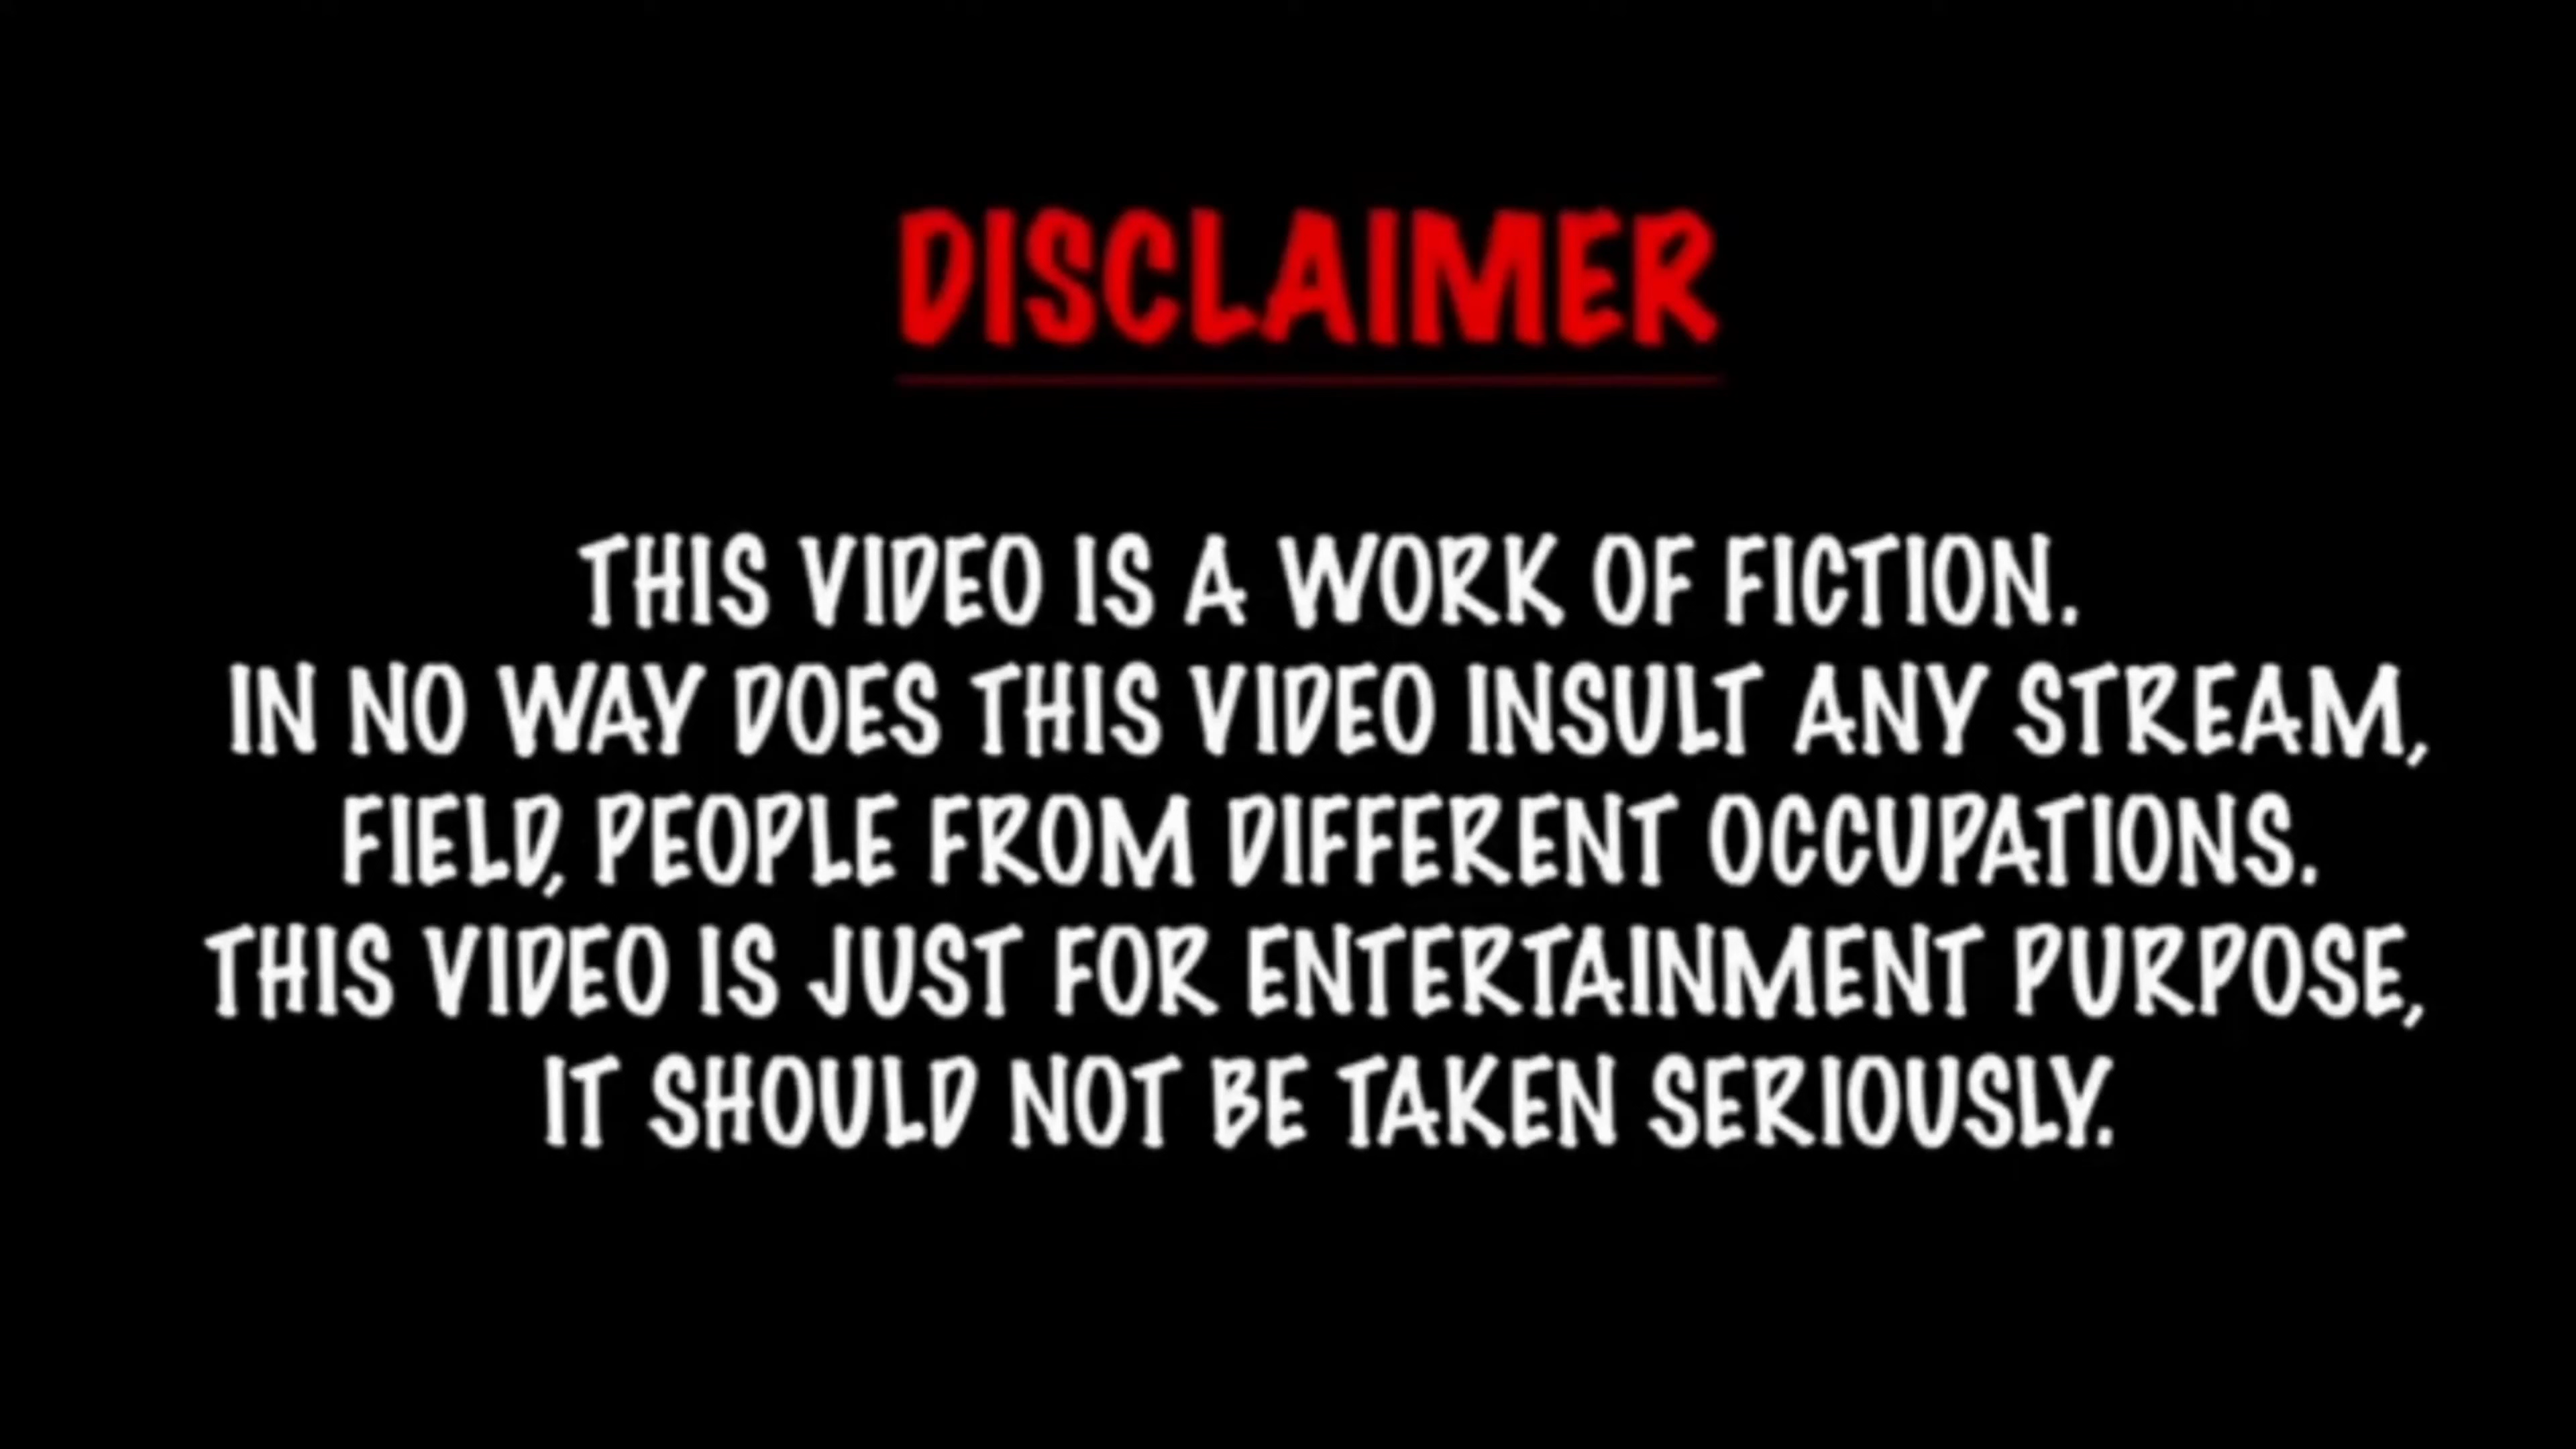 DISCLAIMER
THIS VIDEO IS A WORK OF FICTION.
IN NO WAY DOES THIS VIDEO INSULT ANY STREAM,
FIELD, PEOPLE FROM DIFFERENT OCCUPATIONS.
THIS VIDEO IS JUST FOR ENTERTAINMENT PURPOSE,
IT SHOULD NOT BE TAKEN SERIOUSLY.